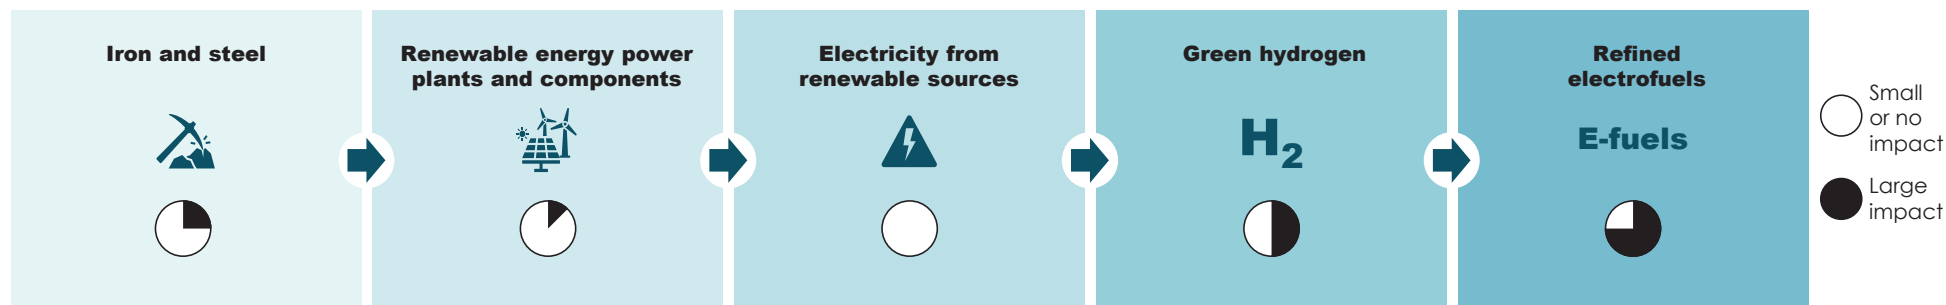 Iron and steel
Renewable energy power
plants and components
Electricity from
renewable sources
Green hydrogen
Refined
electrofuels
H2
E-fuels
Small
or no
impact
Large
impact